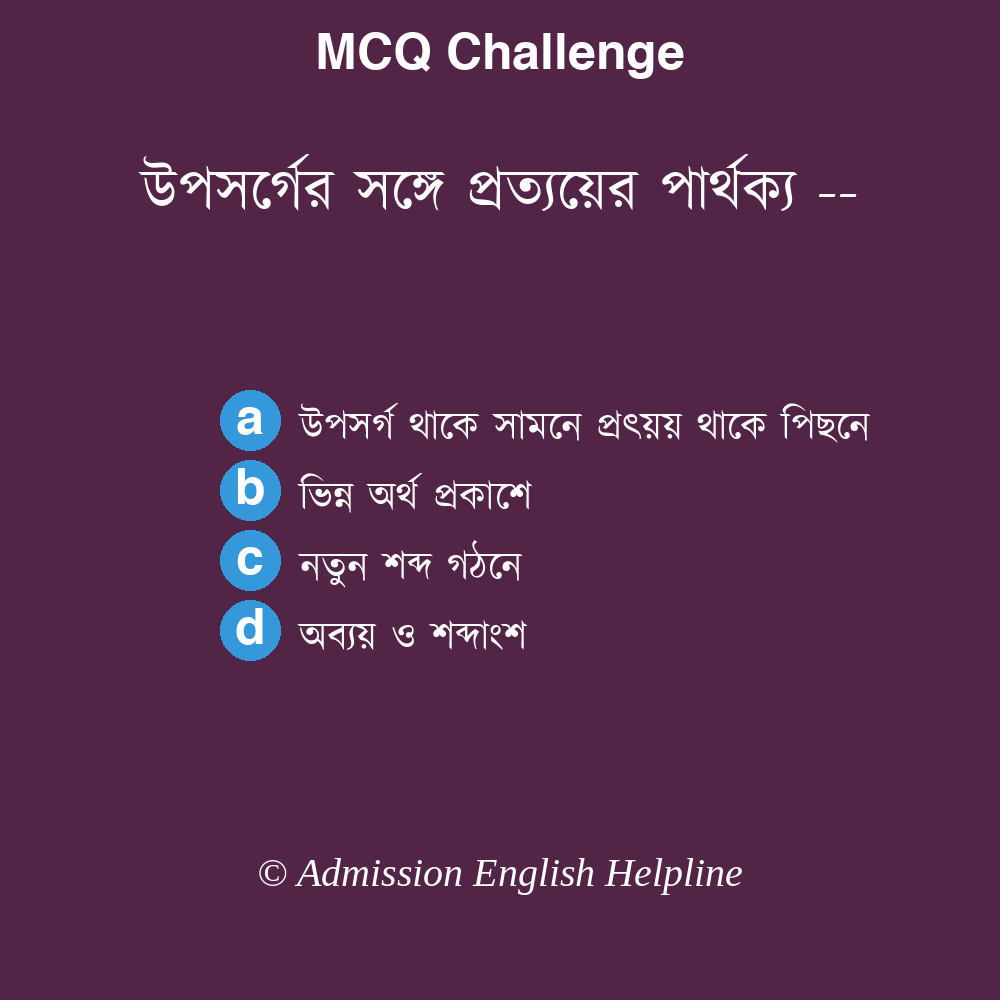 MCQ Challenge
উপসর্গের সঙ্গে প্রত্যয়ের পার্থক্য --
a উপসর্গ থাকে সামনে প্রৎয়য় থাকে পিছনে
b ভিন্ন অর্থ প্রকাশে
c নতুন শব্দ গঠনে
d অব্যয় ও শব্দাংশ
© Admission English Helpline